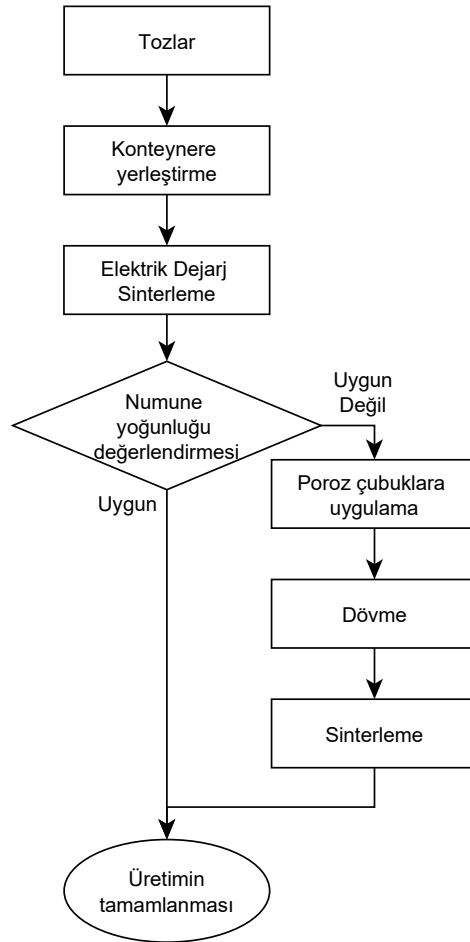 Tozlar
Konteynere
yerleştirme
Elektrik Dejarj
Sinterleme
Numune
yoğunluğu
değerlendirmesi
Uygun
Değil
Uygun
Poroz çubuklara
uygulama
Dövme
Sinterleme
Üretimin
tamamlanması